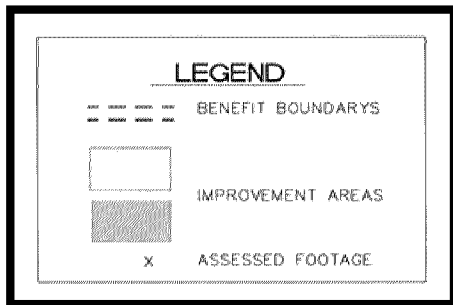 LEGEND
BENEFIT BOUNDARYS
IMPROVEMENT AREAS
x ASSESSED FOOTAGE